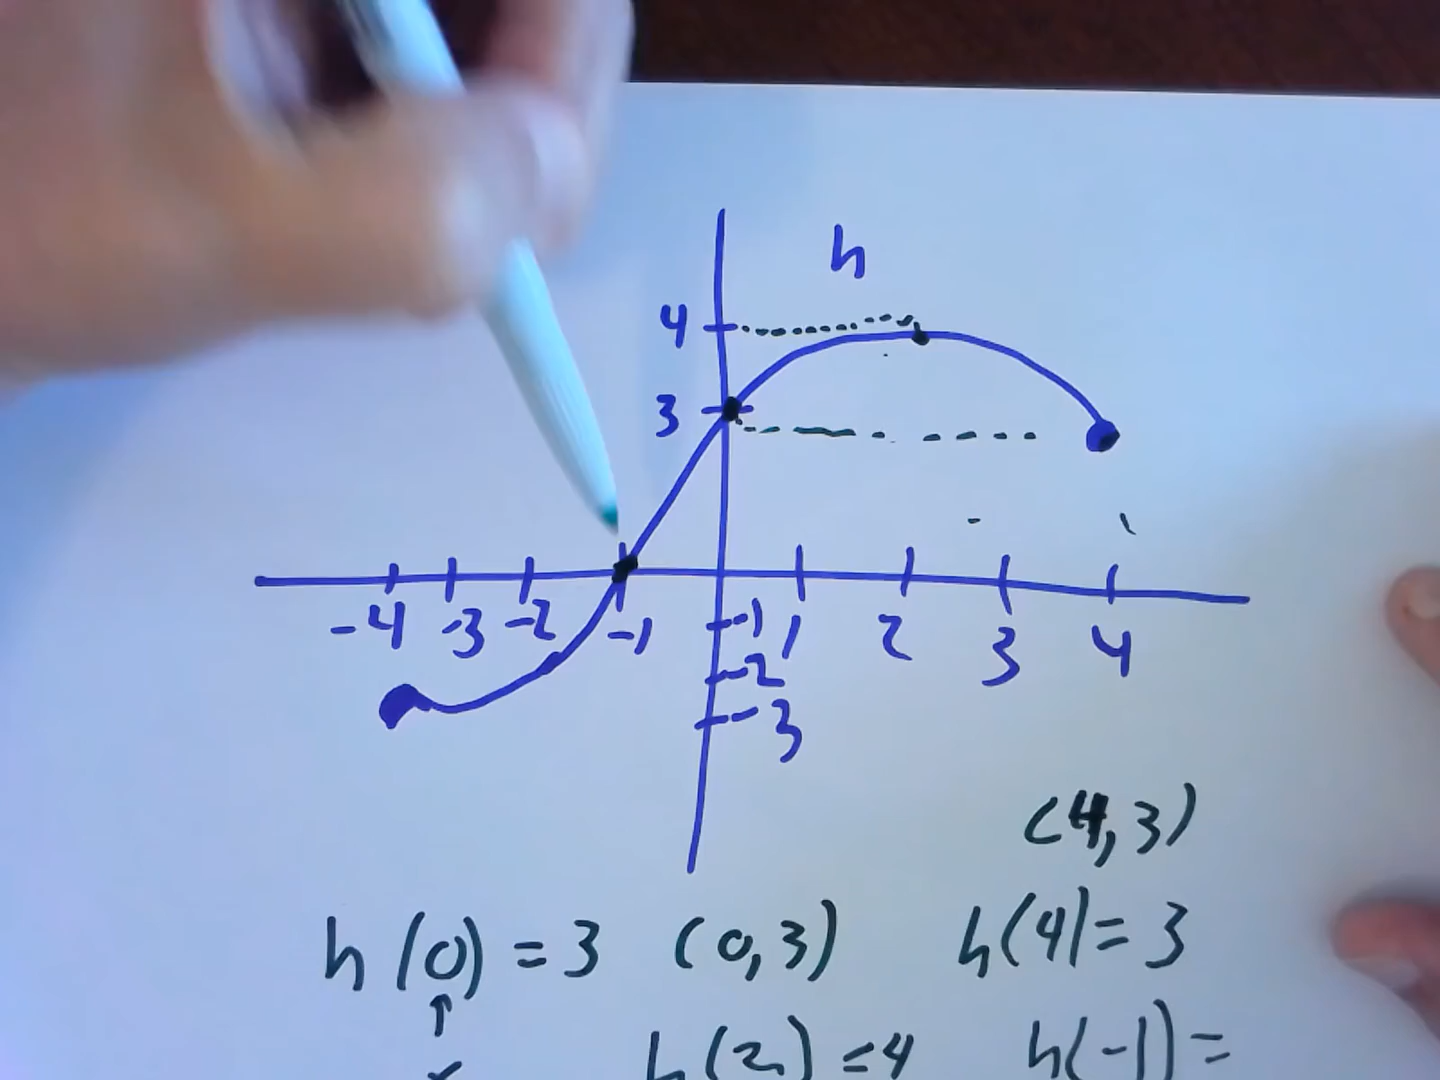 h
4
3
-4 -3 -2 -1 1 2 3 4
-1
-2
-3
(4,3)
h(0) = 3 (0,3) h(4) = 3
↑
h(2) = 4 h(-1) =